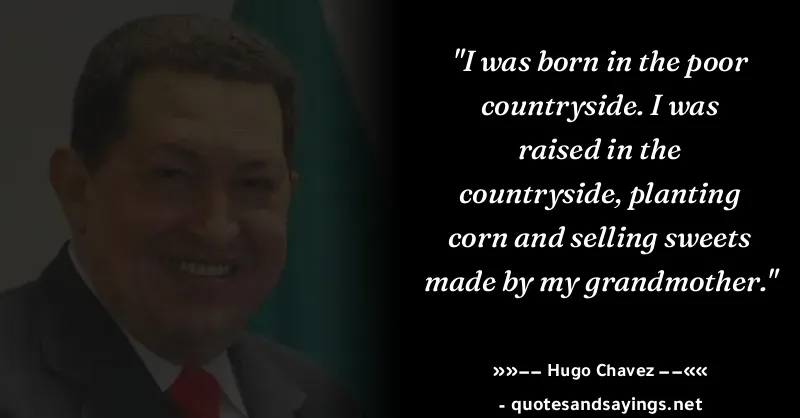 "I was born in the poor
countryside. I was
raised in the
countryside, planting
corn and selling sweets
made by my grandmother."
»»−− Hugo Chavez −−««
- quotesandsayings.net